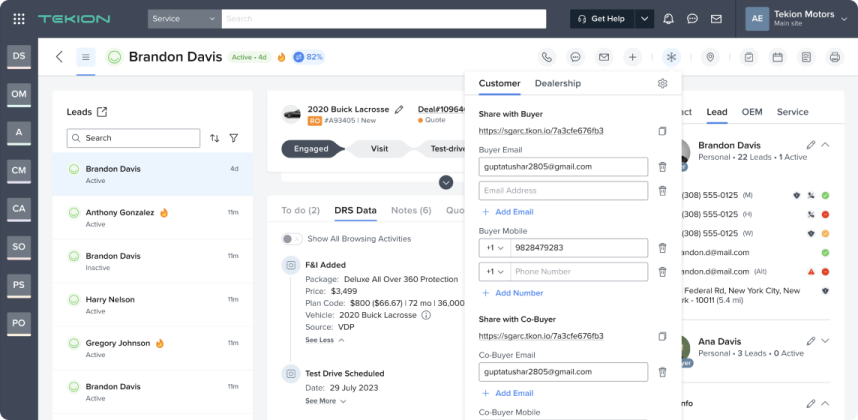 TEKION
Service
Search
Get Help
AE
Tekion Motors
Main site
DS
OM
A
CM
CA
SO
PS
PO
Brandon Davis
Active • 4d
82%
Leads
Search
Brandon Davis
4d
Active
Anthony Gonzalez
11m
Active
Brandon Davis
11m
Inactive
Harry Nelson
11m
Active
Gregory Johnson
11m
Active
Brandon Davis
11m
Active
2020 Buick Lacrosse
RO #A93405 | New
Deal#10964
Quote
Engaged
Visit
Test-drive
To do (2)
DRS Data
Notes (6)
Quo
Show All Browsing Activities
F&I Added
Package: Deluxe All Over 360 Protection
Price: $3,499
Plan Code: $800 ($66.67) | 72 mo | 36,000
Vehicle: 2020 Buick Lacrosse
Source: VDP
See Less
Test Drive Scheduled
Date: 29 July 2023
See More
Customer
Dealership
Share with Buyer
https://sgarc.tkon.io/7a3cfe676fb3
Buyer Email
guptatushar2805@gmail.com
Email Address
+ Add Email
Buyer Mobile
+1
9828479283
+1
Phone Number
+ Add Number
Share with Co-Buyer
https://sgarc.tkon.io/7a3cfe676fb3
Co-Buyer Email
guptatushar2805@gmail.com
+ Add Email
Co-Buyer Mobile
act
Lead
OEM
Service
Brandon Davis
Personal • 22 Leads • 1 Active
(308) 555-0125 (M)
(308) 555-0125 (H)
(308) 555-0125 (W)
andon.d@mail.com
andon.d@mail.com (Alt)
Federal Rd, New York City, New
rk - 10011 (5.4 mi)
Ana Davis
Personal • 3 Leads • 0 Active
yer
nfo